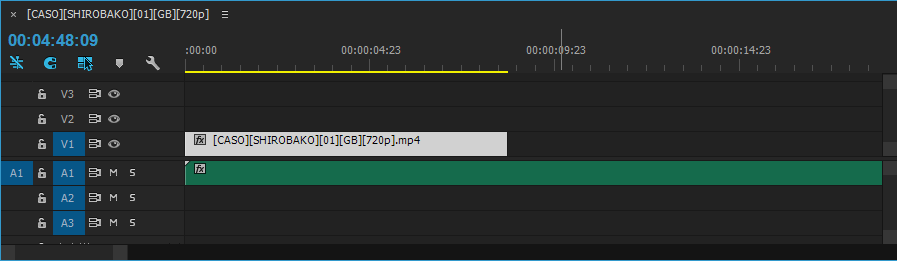 × [CASO][SHIROBAKO][01][GB][720p] ☰
00:04:48:09
:00:00 00:00:04:23 00:00:09:23 00:00:14:23
V3
V2
V1 fx [CASO][SHIROBAKO][01][GB][720p].mp4
A1 A1 M S fx
A2 M S
A3 M S